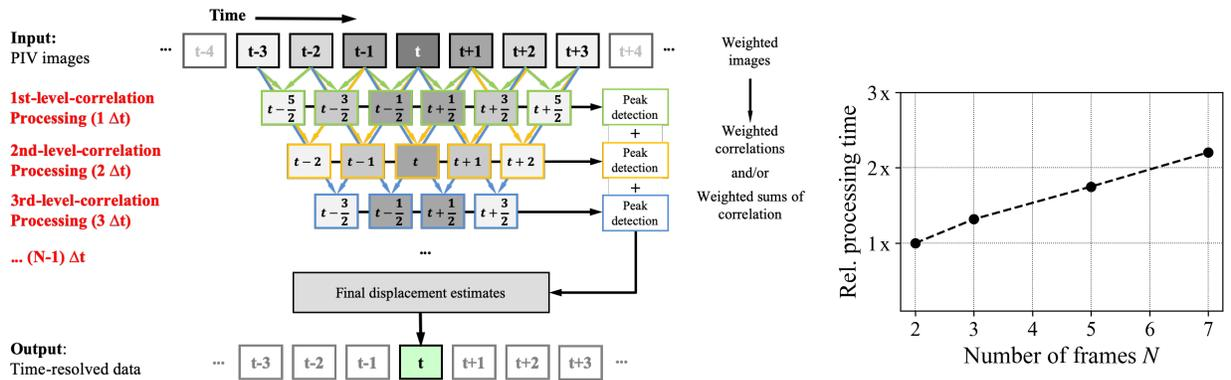 Time
Input:
PIV images
... t-4 t-3 t-2 t-1 t t+1 t+2 t+3 t+4 ...
1st-level-correlation
Processing (1 Δt)
t − 5/2 t − 3/2 t − 1/2 t + 1/2 t + 3/2 t + 5/2
Peak
detection
+
2nd-level-correlation
Processing (2 Δt)
t − 2 t − 1 t t + 1 t + 2
Peak
detection
+
3rd-level-correlation
Processing (3 Δt)
t − 3/2 t − 1/2 t + 1/2 t + 3/2
Peak
detection
... (N-1) Δt
...
Final displacement estimates
Output:
Time-resolved data
... t-3 t-2 t-1 t t+1 t+2 t+3 ...
Weighted
images
Weighted
correlations
and/or
Weighted sums of
correlation
Rel. processing time
3 x
2 x
1 x
2 3 4 5 6 7
Number of frames N